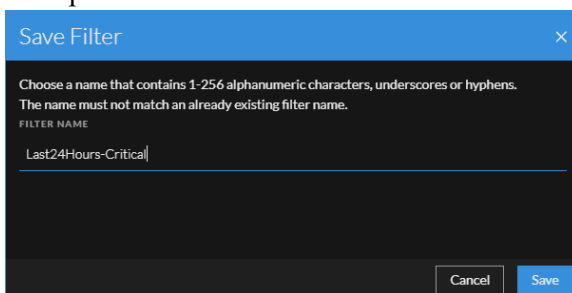 Save Filter ×
Choose a name that contains 1-256 alphanumeric characters, underscores or hyphens.
The name must not match an already existing filter name.
FILTER NAME
Last24Hours-Critical
Cancel Save